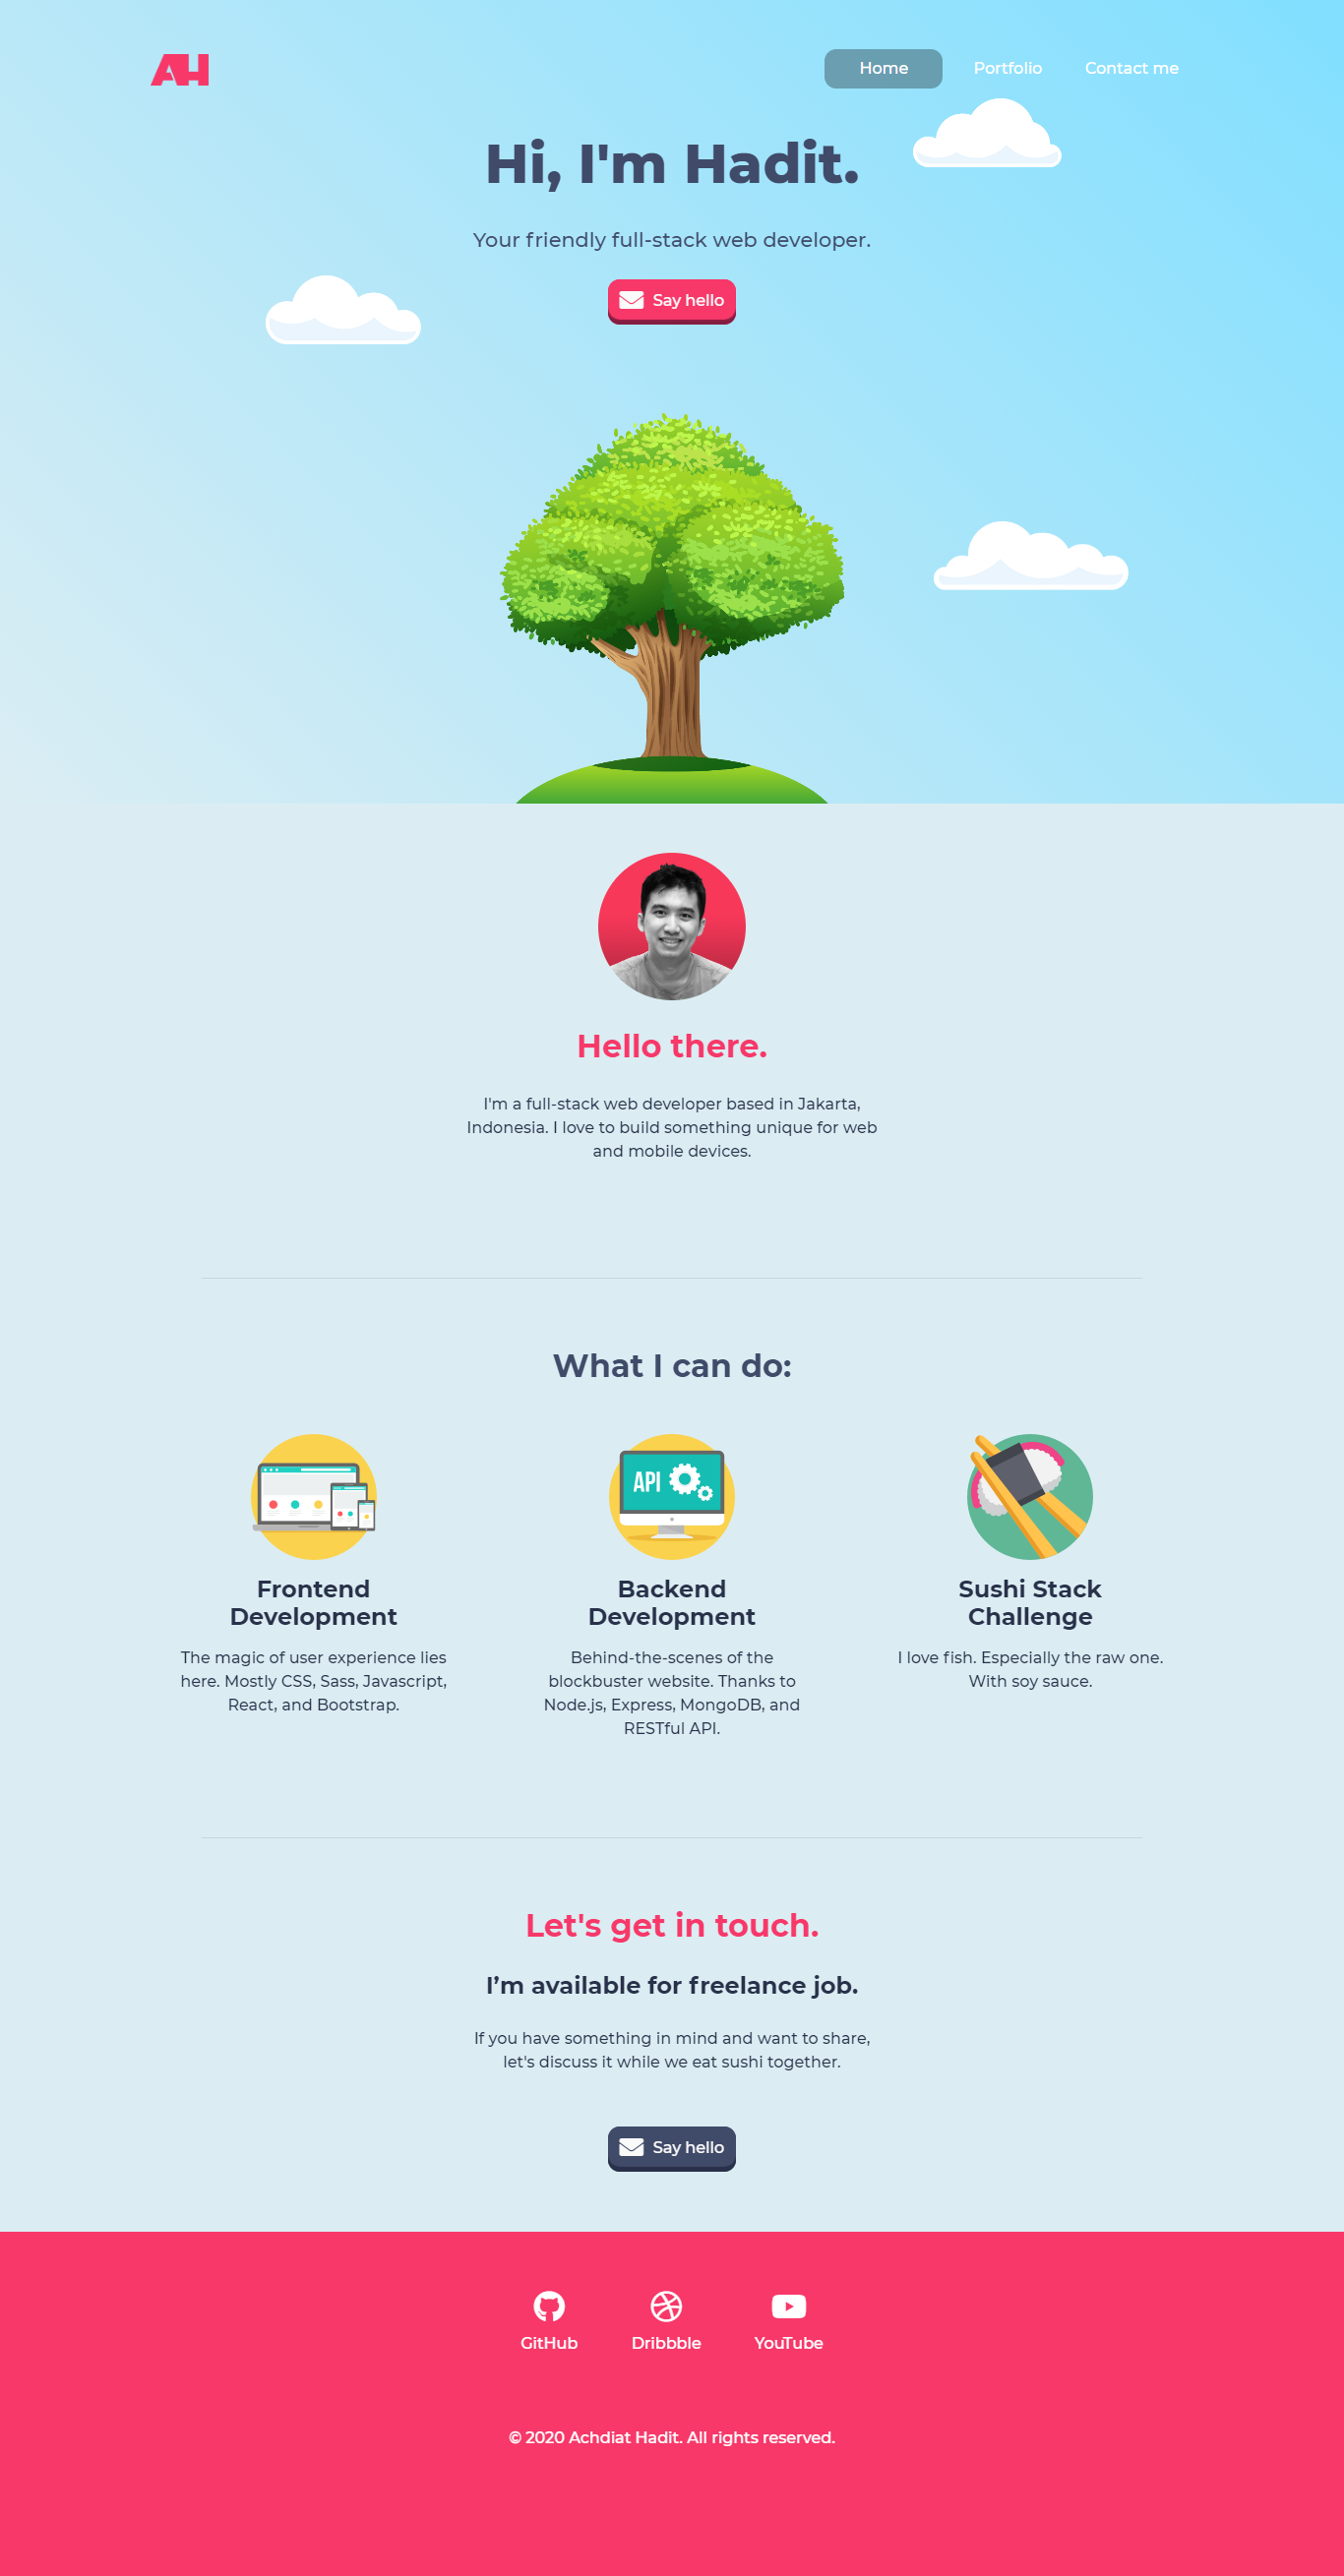 AH
Home
Portfolio
Contact me
Hi, I'm Hadit.
Your friendly full-stack web developer.
Say hello
Hello there.
I'm a full-stack web developer based in Jakarta,
Indonesia. I love to build something unique for web
and mobile devices.
What I can do:
API
Frontend
Development
The magic of user experience lies
here. Mostly CSS, Sass, Javascript,
React, and Bootstrap.
Backend
Development
Behind-the-scenes of the
blockbuster website. Thanks to
Node.js, Express, MongoDB, and
RESTful API.
Sushi Stack
Challenge
I love fish. Especially the raw one.
With soy sauce.
Let's get in touch.
I’m available for freelance job.
If you have something in mind and want to share,
let's discuss it while we eat sushi together.
Say hello
GitHub
Dribbble
YouTube
© 2020 Achdiat Hadit. All rights reserved.